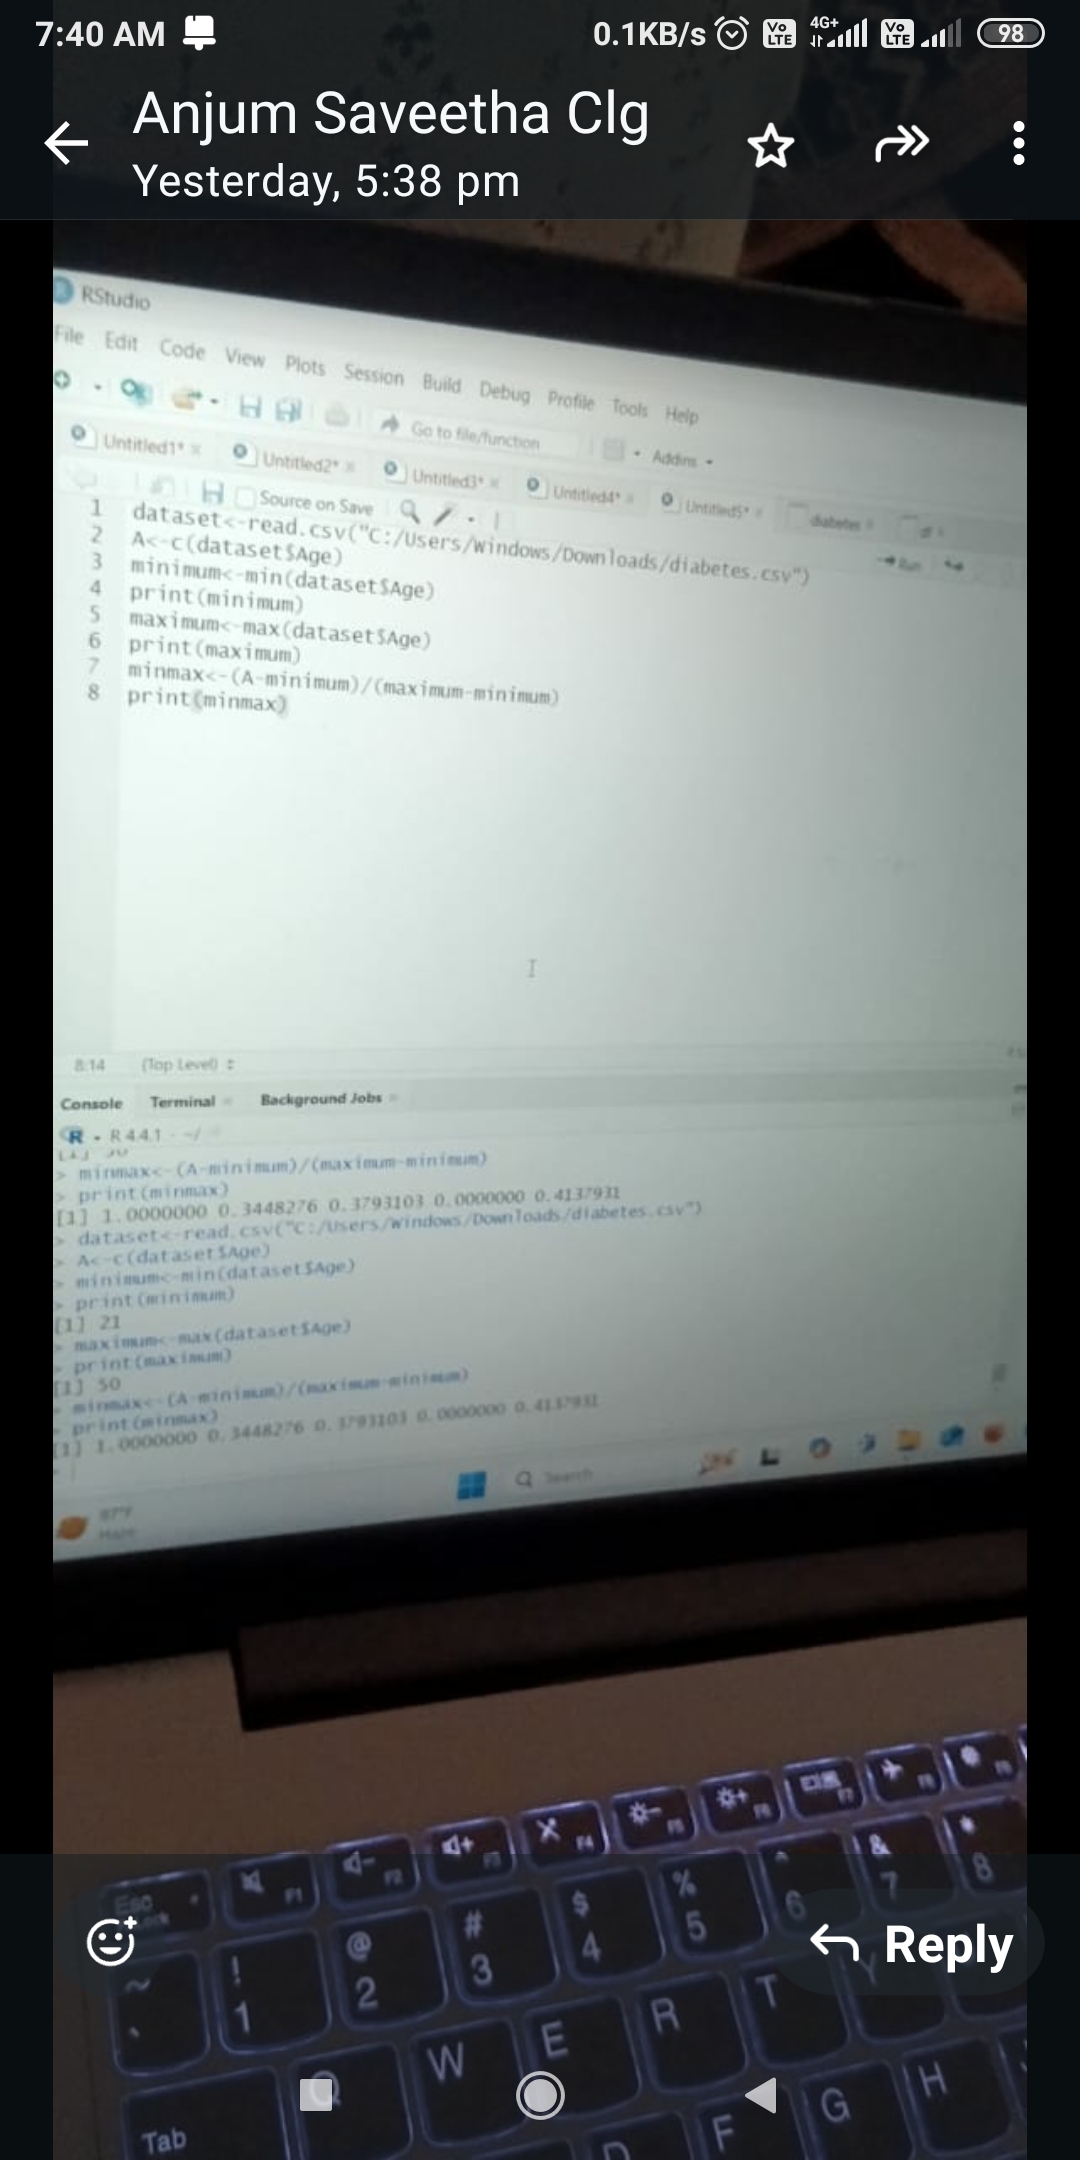 7:40 AM
0.1KB/s
Vo LTE
4G+
Vo LTE
98
Anjum Saveetha Clg
Yesterday, 5:38 pm
RStudio
File Edit Code View Plots Session Build Debug Profile Tools Help
Go to file/function
Addins
Untitled1* Untitled2* Untitled3* Untitled4* Untitled5* diabetes
Source on Save
Run
1 dataset<-read.csv("C:/Users/Windows/Downloads/diabetes.csv")
2 A<-c(dataset$Age)
3 minimum<-min(dataset$Age)
4 print(minimum)
5 maximum<-max(dataset$Age)
6 print(maximum)
7 minmax<-(A-minimum)/(maximum-minimum)
8 print(minmax)
8:14 (Top Level)
Console Terminal Background Jobs
R R 4.4.1 · ~/
> minmax<-(A-minimum)/(maximum-minimum)
> print(minmax)
[1] 1.0000000 0.3448276 0.3793103 0.0000000 0.4137931
> dataset<-read.csv("C:/Users/Windows/Downloads/diabetes.csv")
> A<-c(dataset$Age)
> minimum<-min(dataset$Age)
> print(minimum)
[1] 21
> maximum<-max(dataset$Age)
> print(maximum)
[1] 50
> minmax<-(A-minimum)/(maximum-minimum)
> print(minmax)
[1] 1.0000000 0.3448276 0.3793103 0.0000000 0.4137931
>
87°F
Haze
Search
Esc F1 F2 F3 F4 F5 F6 F7 F8 F9
~ ! @ # $ % ^ & *
` 1 2 3 4 5 6 7 8
Reply
Tab Q W E R T Y
D F G H